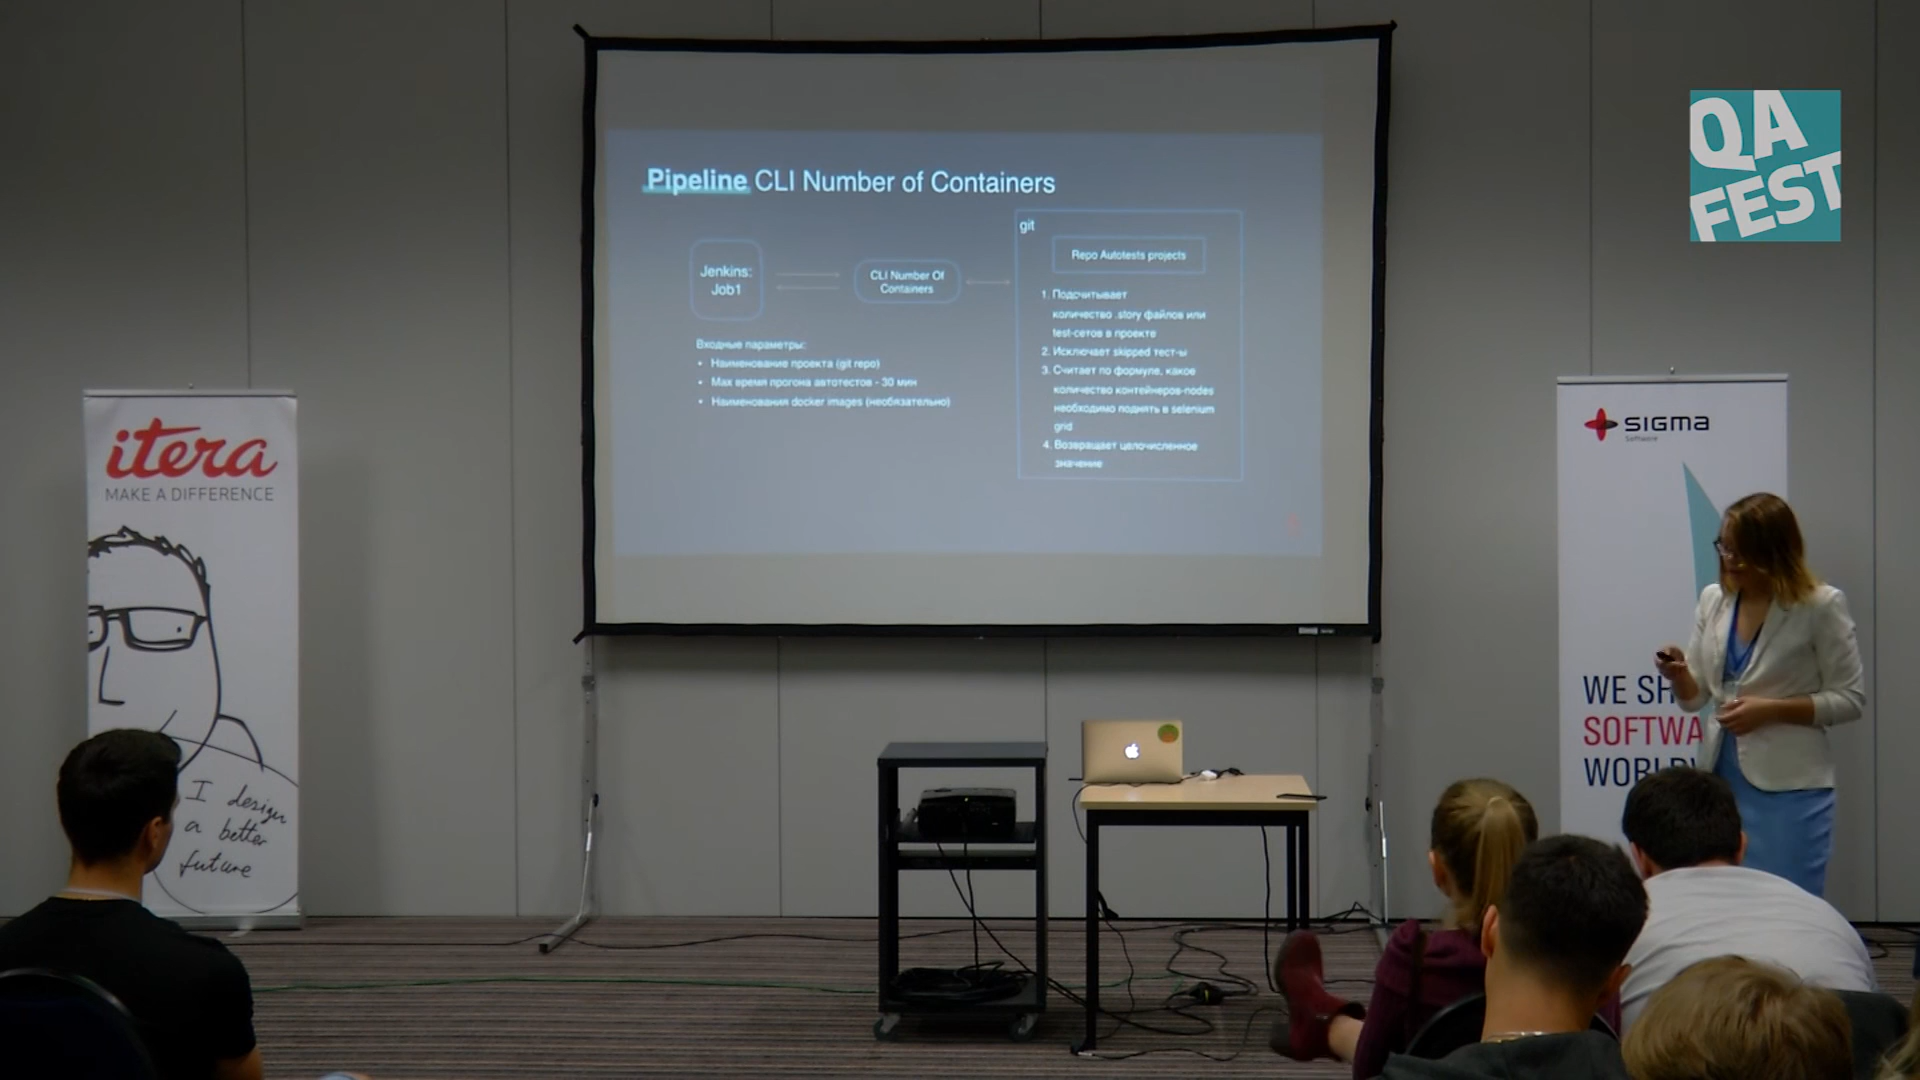 QA
FEST
Pipeline CLI Number of Containers
Jenkins:
Job1
CLI Number Of
Containers
git
Repo Autotests projects
1. Подсчитывает
количество .story файлов или
test-сетов в проекте
2. Исключает skipped тест-ы
3. Считает по формуле, какое
количество контейнеров-nodes
необходимо поднять в selenium
grid
4. Возвращает целочисленное
значение
Входные параметры:
• Наименование проекта (git repo)
• Мах время прогона автотестов - 30 мин
• Наименования docker images (необязательно)
itera
MAKE A DIFFERENCE
I design
a better
future
SIGMA
Software
WE SH
SOFTWA
WORLD